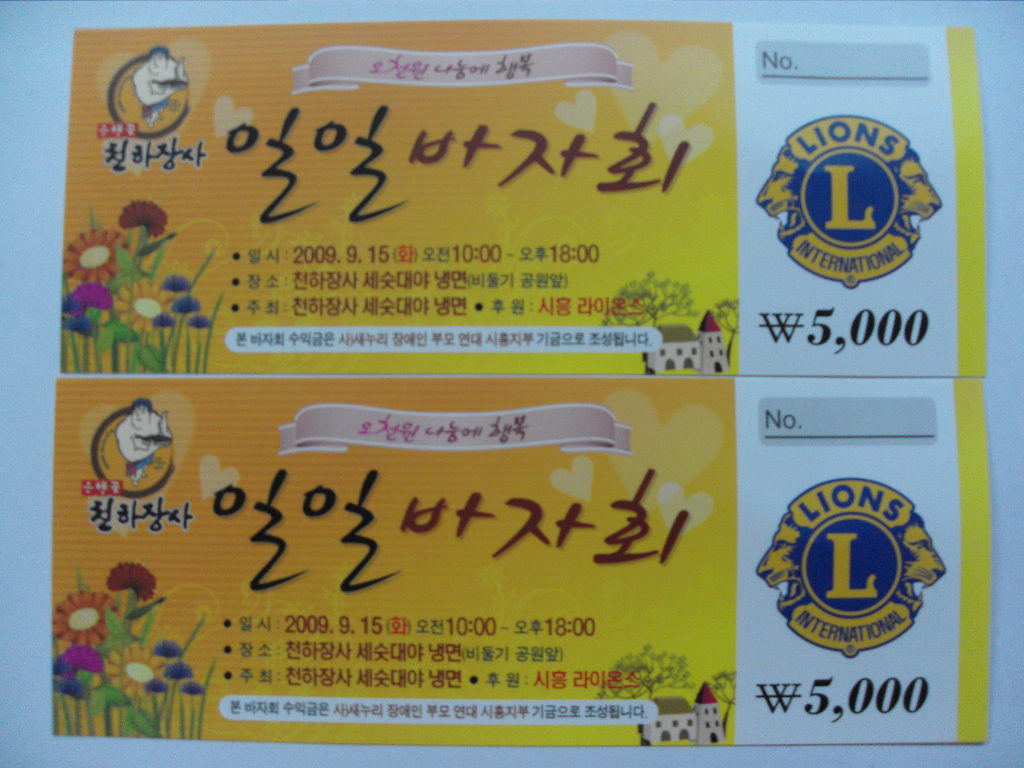 오천원 나눔에 행복
은행골
천하장사
일일 바자회
• 일 시 : 2009. 9. 15 (화) 오전10:00 ~ 오후18:00
• 장 소 : 천하장사 세숫대야 냉면(비둘기 공원앞)
• 주 최 : 천하장사 세숫대야 냉면 • 후 원 : 시흥 라이온스
본 바자회 수익금은 사)새누리 장애인 부모 연대 시흥지부 기금으로 조성됩니다.
No.
LIONS
L
INTERNATIONAL
₩5,000
오천원 나눔에 행복
은행골
천하장사
일일 바자회
• 일 시 : 2009. 9. 15 (화) 오전10:00 ~ 오후18:00
• 장 소 : 천하장사 세숫대야 냉면(비둘기 공원앞)
• 주 최 : 천하장사 세숫대야 냉면 • 후 원 : 시흥 라이온스
본 바자회 수익금은 사)새누리 장애인 부모 연대 시흥지부 기금으로 조성됩니다.
No.
LIONS
L
INTERNATIONAL
₩5,000